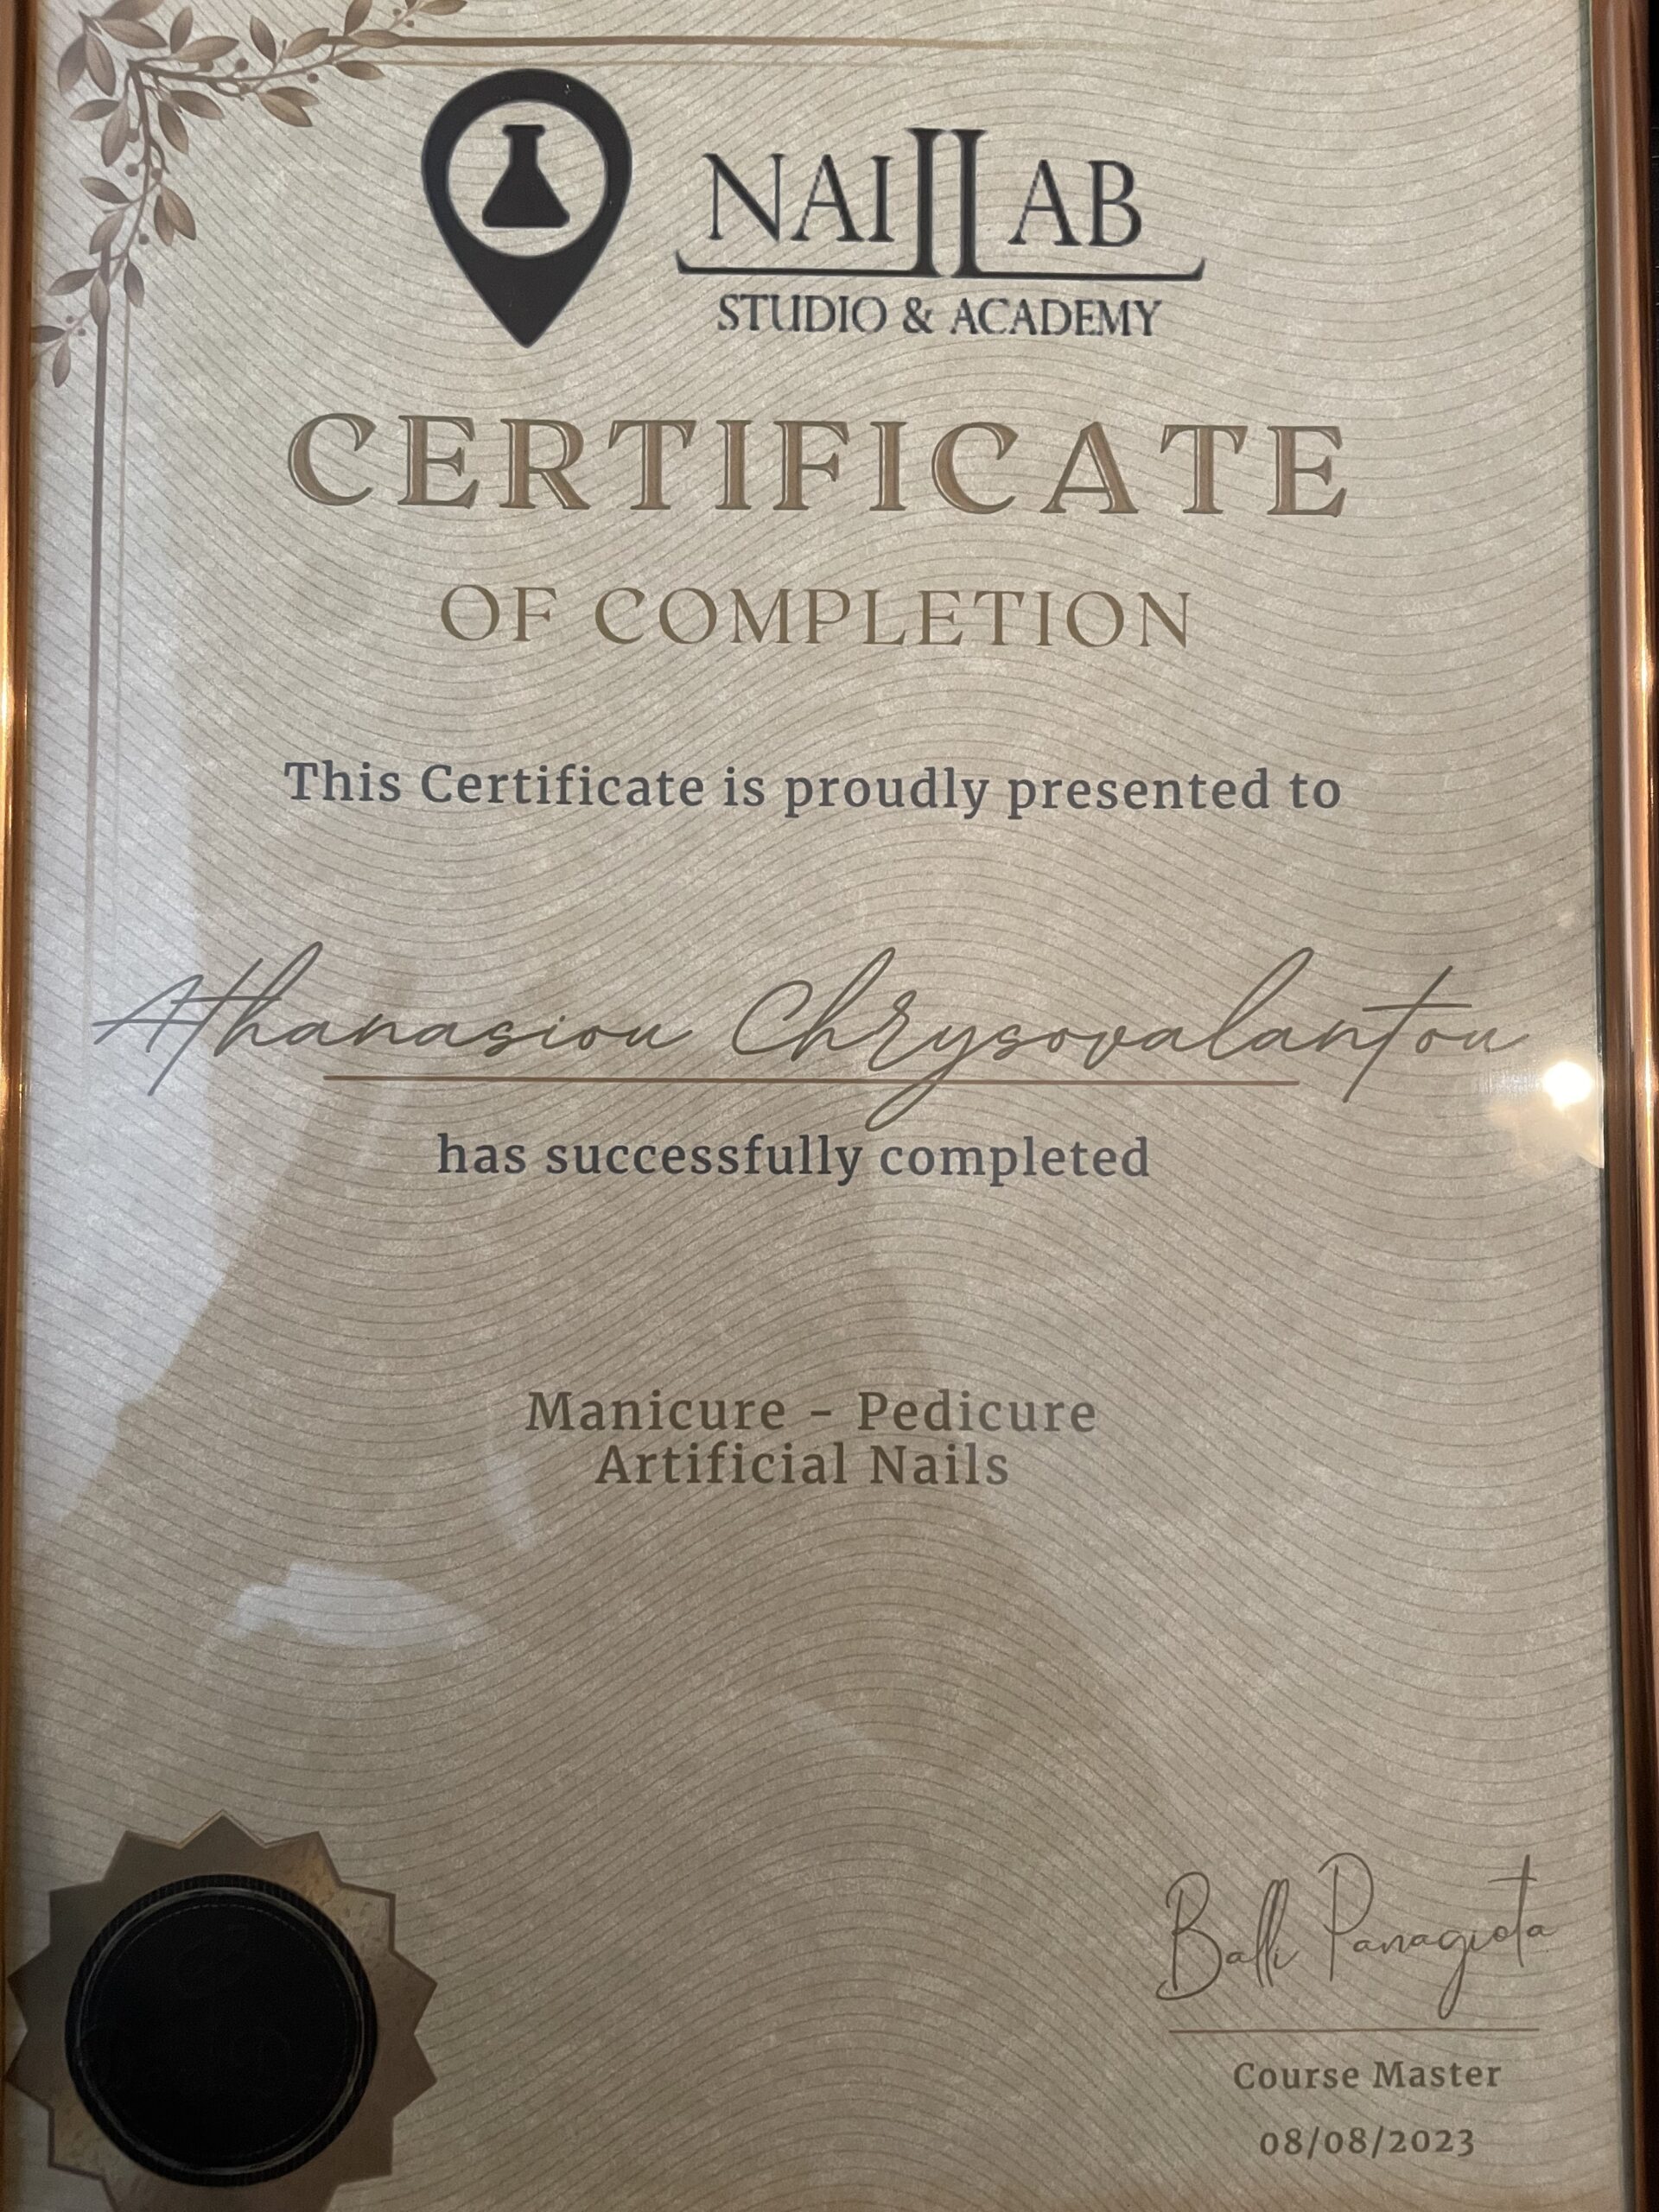 NAILLAB
STUDIO & ACADEMY
CERTIFICATE
OF COMPLETION
This Certificate is proudly presented to
Athanasiou Chrysovalantou
has successfully completed
Manicure - Pedicure
Artificial Nails
Balli Panagiota
Course Master
08/08/2023